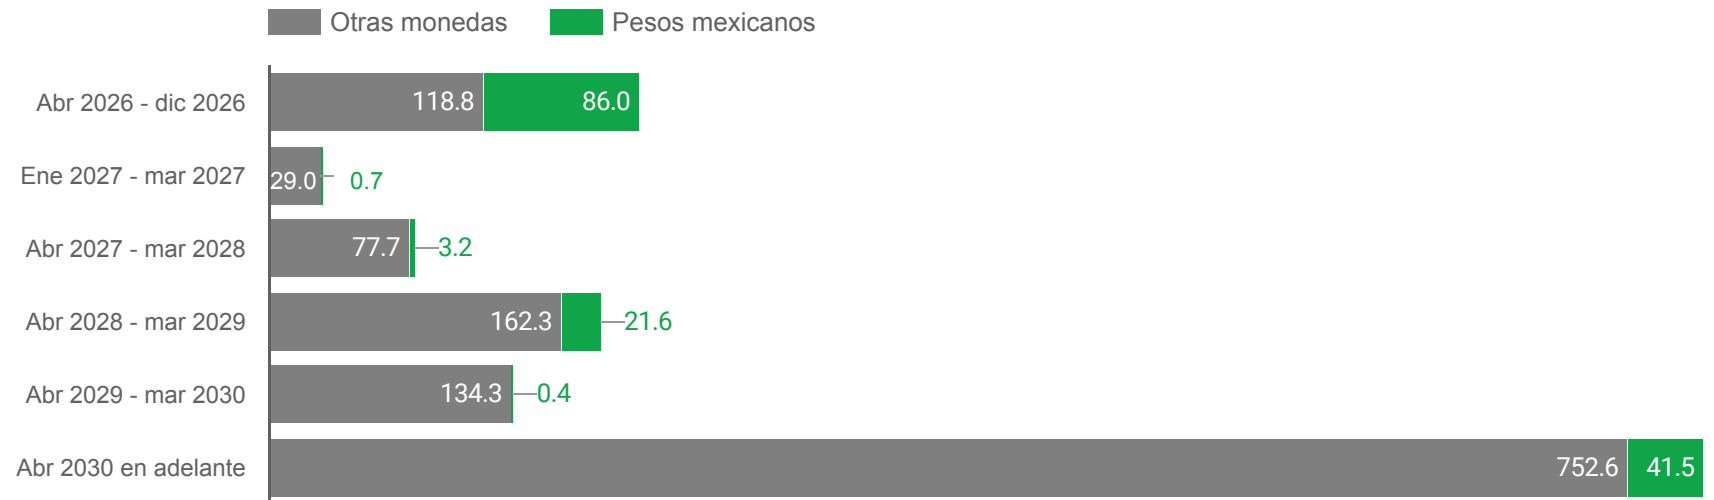 Otras monedas Pesos mexicanos
Abr 2026 - dic 2026 118.8 86.0
Ene 2027 - mar 2027 29.0 0.7
Abr 2027 - mar 2028 77.7 3.2
Abr 2028 - mar 2029 162.3 21.6
Abr 2029 - mar 2030 134.3 0.4
Abr 2030 en adelante 752.6 41.5